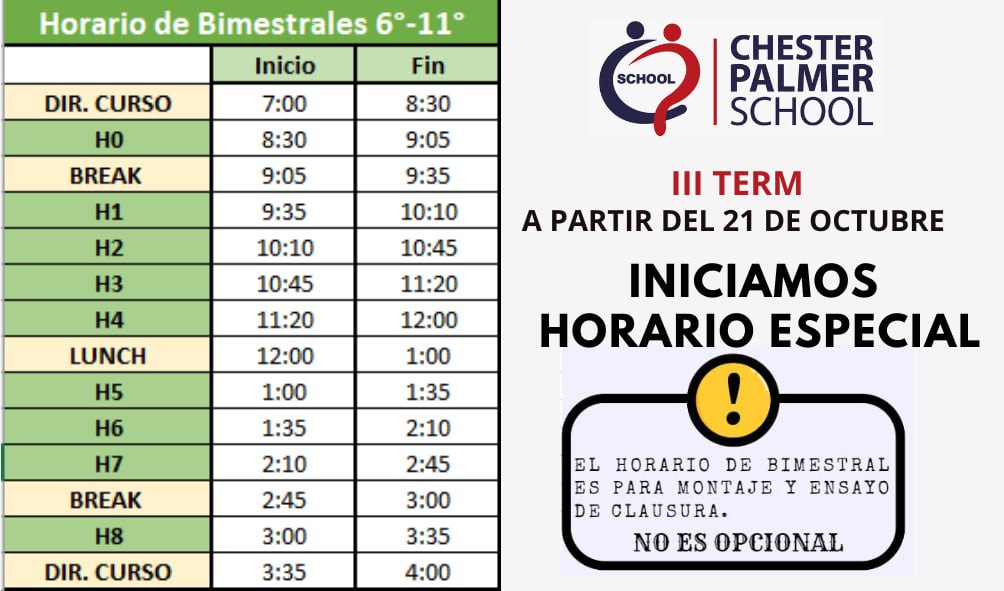 Horario de Bimestrales 6°-11°
Inicio Fin
DIR. CURSO 7:00 8:30
H0 8:30 9:05
BREAK 9:05 9:35
H1 9:35 10:10
H2 10:10 10:45
H3 10:45 11:20
H4 11:20 12:00
LUNCH 12:00 1:00
H5 1:00 1:35
H6 1:35 2:10
H7 2:10 2:45
BREAK 2:45 3:00
H8 3:00 3:35
DIR. CURSO 3:35 4:00
SCHOOL
CHESTER
PALMER
SCHOOL
III TERM
A PARTIR DEL 21 DE OCTUBRE
INICIAMOS
HORARIO ESPECIAL
!
EL HORARIO DE BIMESTRAL
ES PARA MONTAJE Y ENSAYO
DE CLAUSURA.
NO ES OPCIONAL